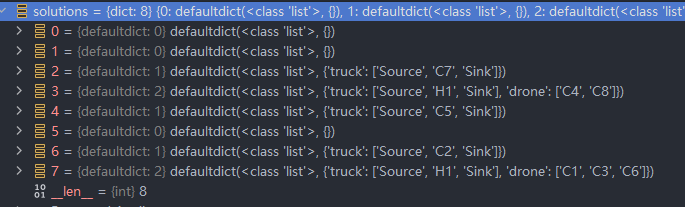 solutions = {dict: 8} {0: defaultdict(<class 'list'>, {}), 1: defaultdict(<class 'list'>, {}), 2: defaultdict(<class 'list'
0 = {defaultdict: 0} defaultdict(<class 'list'>, {})
1 = {defaultdict: 0} defaultdict(<class 'list'>, {})
2 = {defaultdict: 1} defaultdict(<class 'list'>, {'truck': ['Source', 'C7', 'Sink']})
3 = {defaultdict: 2} defaultdict(<class 'list'>, {'truck': ['Source', 'H1', 'Sink'], 'drone': ['C4', 'C8']})
4 = {defaultdict: 1} defaultdict(<class 'list'>, {'truck': ['Source', 'C5', 'Sink']})
5 = {defaultdict: 0} defaultdict(<class 'list'>, {})
6 = {defaultdict: 1} defaultdict(<class 'list'>, {'truck': ['Source', 'C2', 'Sink']})
7 = {defaultdict: 2} defaultdict(<class 'list'>, {'truck': ['Source', 'H1', 'Sink'], 'drone': ['C1', 'C3', 'C6']})
10
01 __len__ = {int} 8